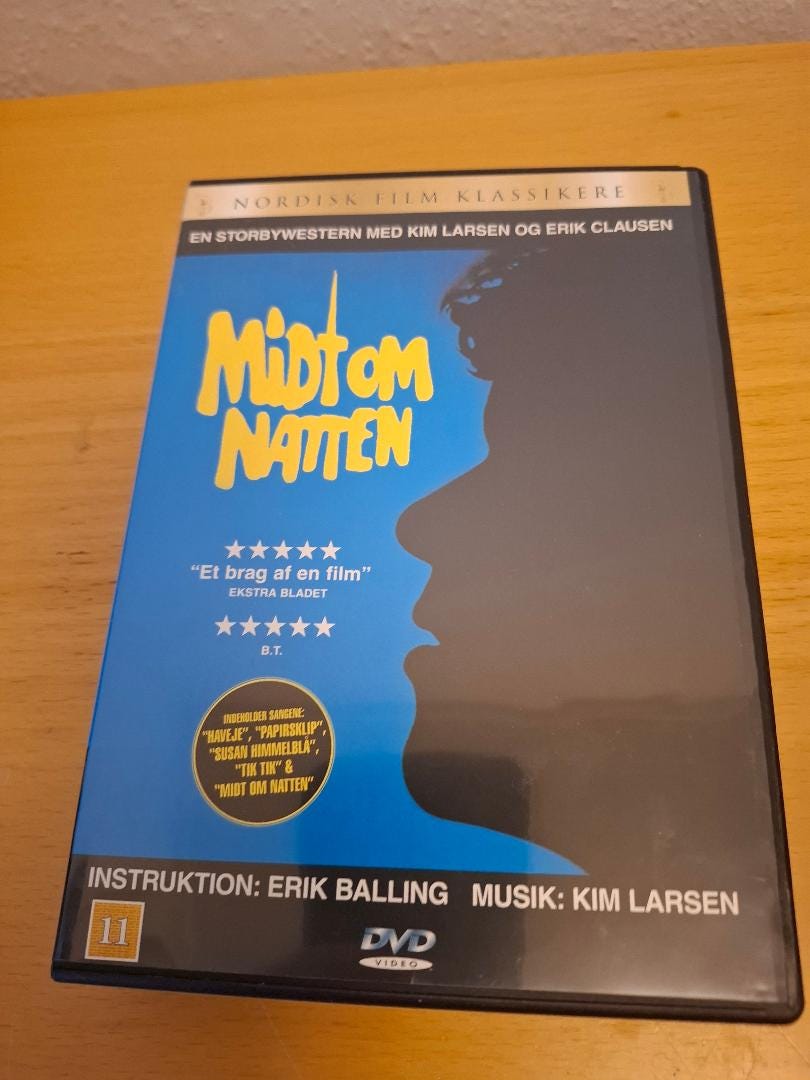 NORDISK FILM KLASSIKERE
EN STORBYWESTERN MED KIM LARSEN OG ERIK CLAUSEN
MIDT OM
NATTEN
"Et brag af en film"
EKSTRA BLADET
B.T.
INDEHOLDER SANGENE:
"HAVEJE", "PAPIRSKLIP",
"SUSAN HIMMELBLÅ",
"TIK TIK" &
"MIDT OM NATTEN"
INSTRUKTION: ERIK BALLING MUSIK: KIM LARSEN
11
DVD
VIDEO